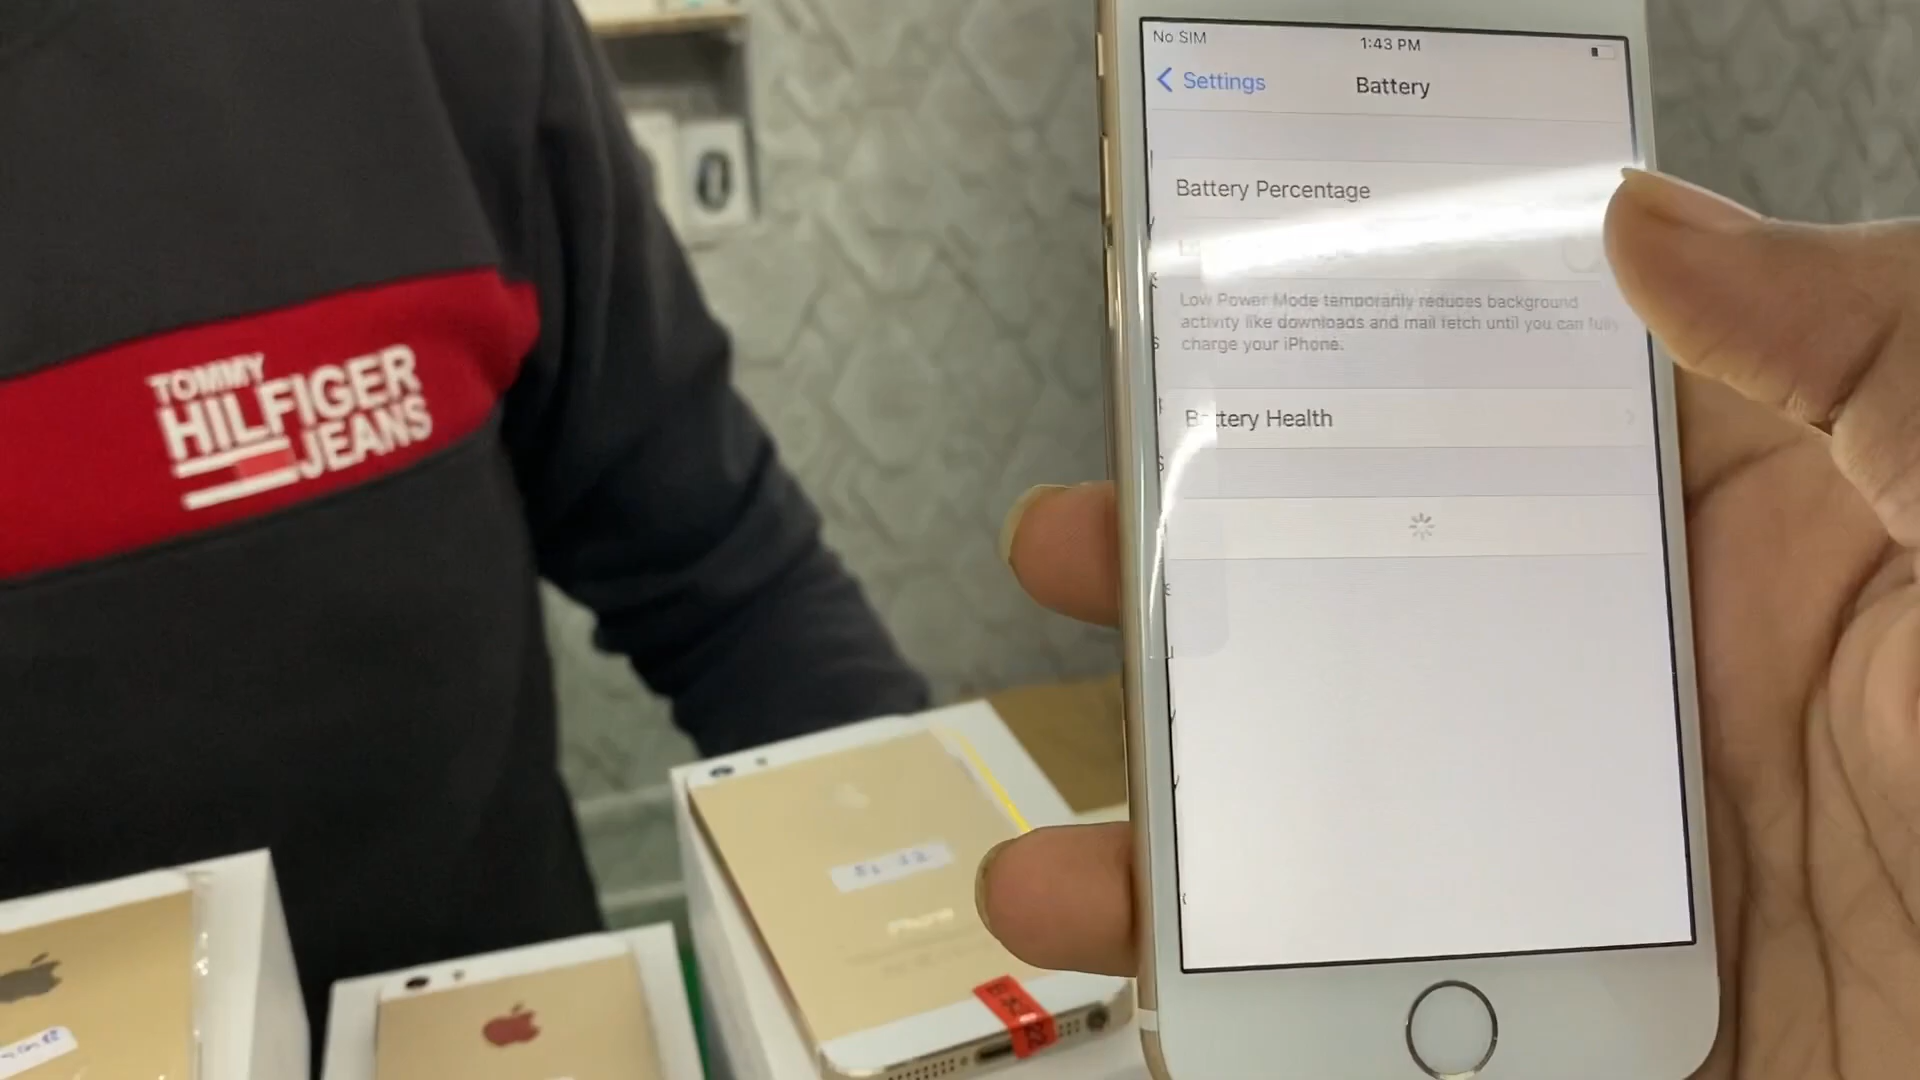 TOMMY
HILFIGER
JEANS
No SIM
1:43 PM
Settings
Battery
Battery Percentage
Low Power Mode temporarily reduces background
activity like downloads and mail fetch until you can fully
charge your iPhone.
Battery Health